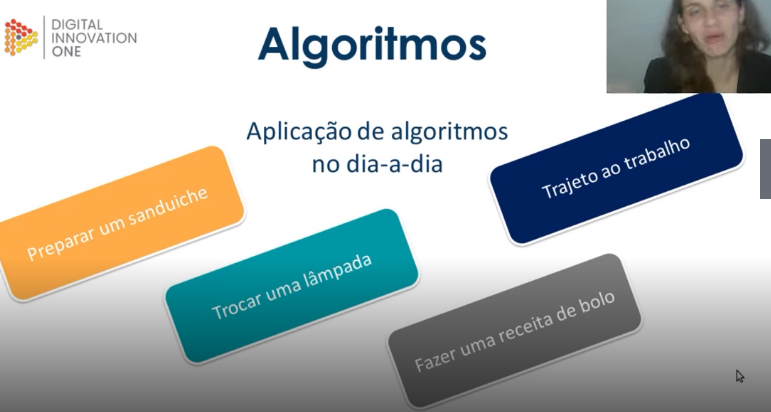 DIGITAL
INNOVATION
ONE
Algoritmos
Aplicação de algoritmos
no dia-a-dia
Trajeto ao trabalho
Preparar um sanduiche
Trocar uma lâmpada
Fazer uma receita de bolo